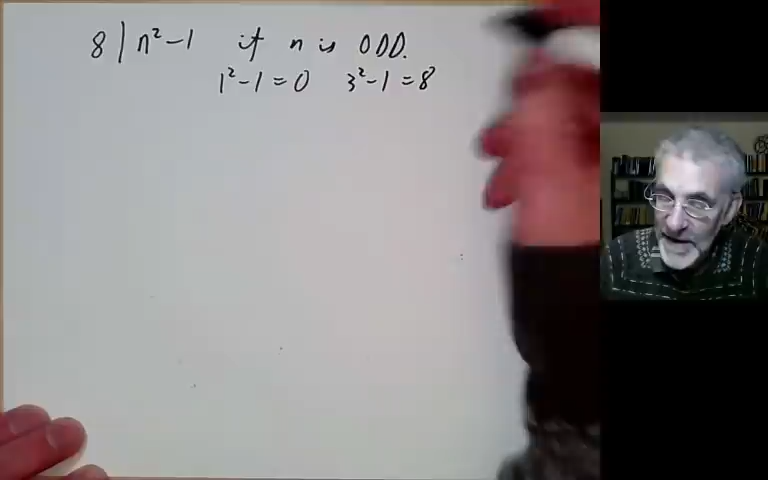 8 | n² - 1 if n is ODD.
1² - 1 = 0 3² - 1 = 8